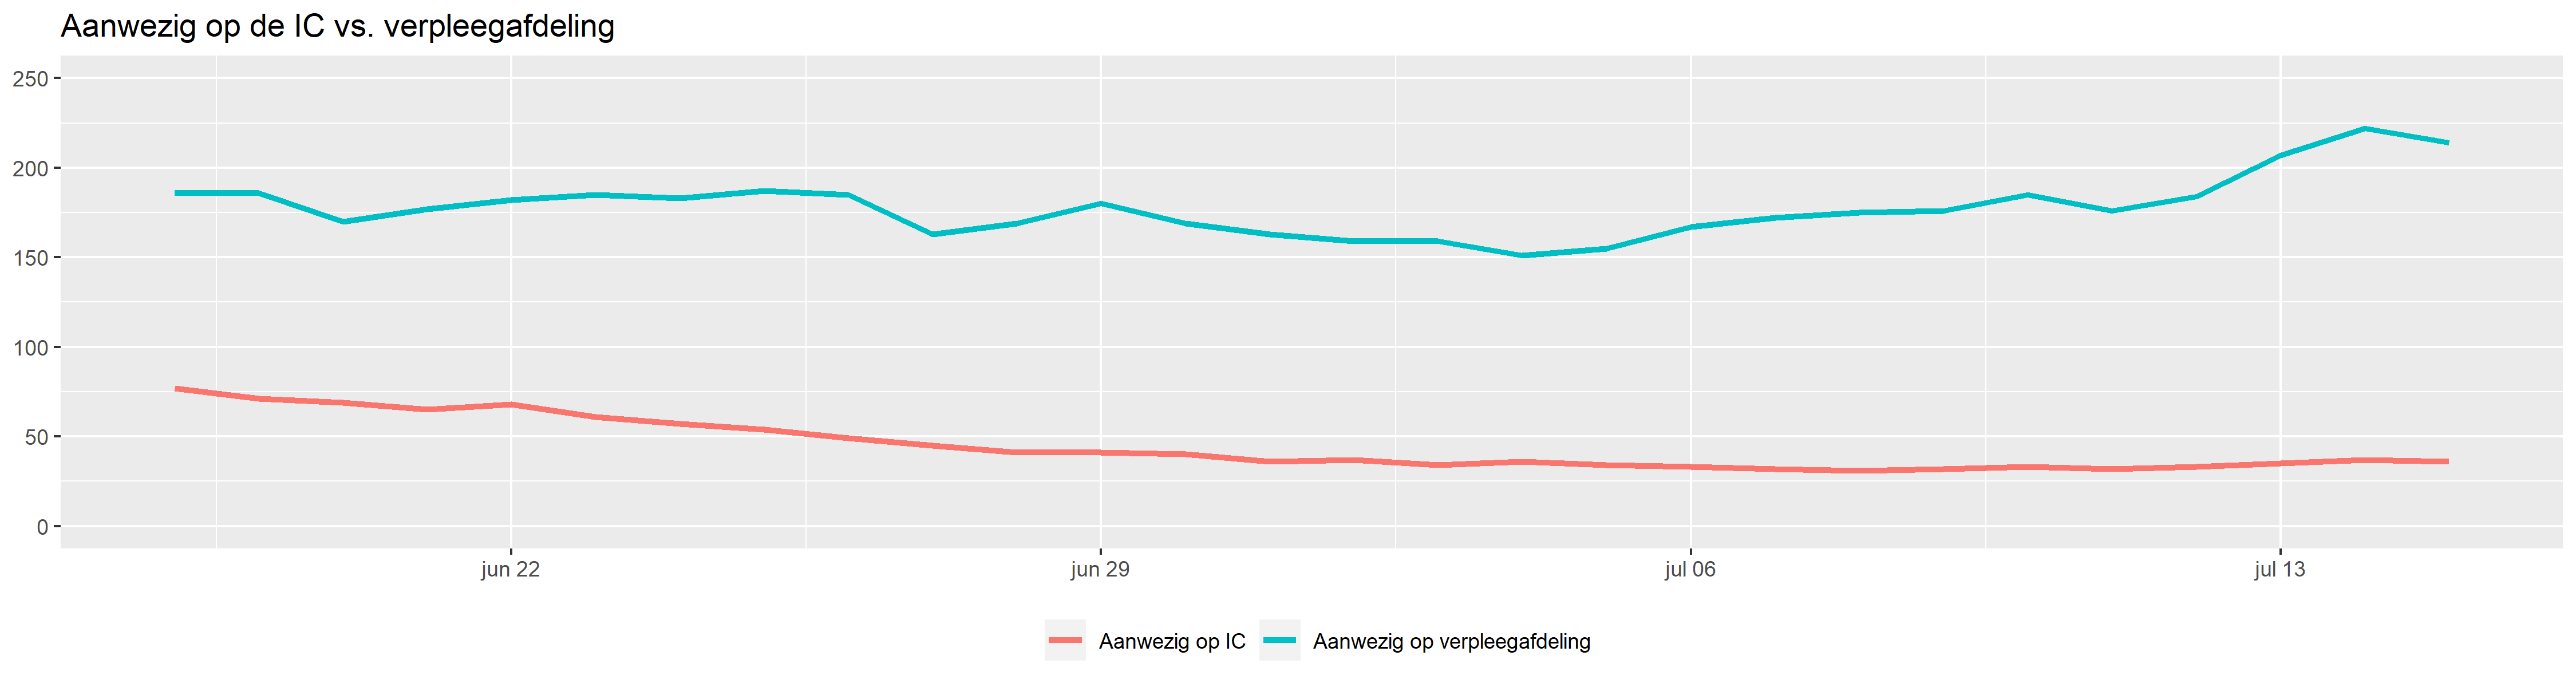 Aanwezig op de IC vs. verpleegafdeling
250
200
150
100
50
0
jun 22 jun 29 jul 06 jul 13
Aanwezig op IC Aanwezig op verpleegafdeling